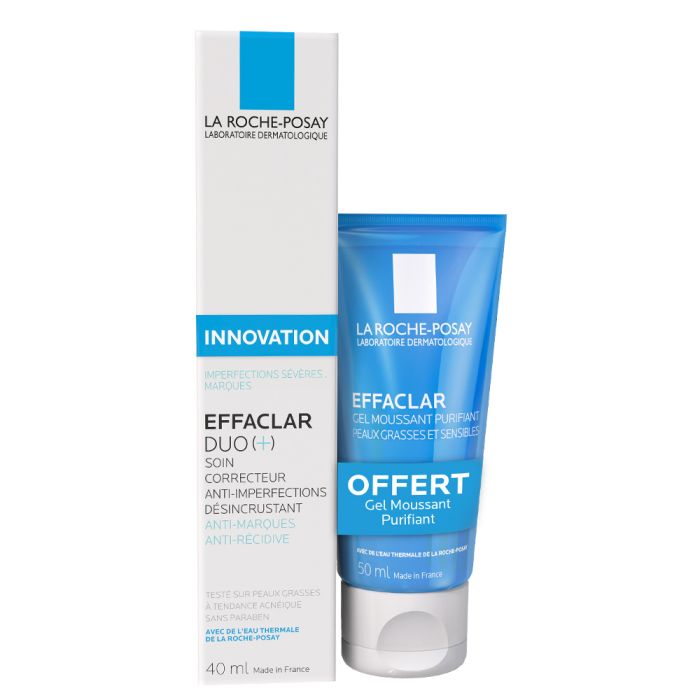 LA ROCHE-POSAY
LABORATOIRE DERMATOLOGIQUE
INNOVATION
IMPERFECTIONS SÉVÈRES,
MARQUES
EFFACLAR
DUO(+)
SOIN
CORRECTEUR
ANTI-IMPERFECTIONS
DÉSINCRUSTANT
ANTI-MARQUES
ANTI-RÉCIDIVE
TESTÉ SUR PEAUX GRASSES
À TENDANCE ACNÉIQUE
SANS PARABEN
AVEC DE L'EAU THERMALE
DE LA ROCHE-POSAY
40 ml Made in France
LA ROCHE-POSAY
LABORATOIRE DERMATOLOGIQUE
EFFACLAR
GEL MOUSSANT PURIFIANT
PEAUX GRASSES ET SENSIBLES
OFFERT
Gel Moussant
Purifiant
AVEC DE L'EAU THERMALE DE LA ROCHE-POSAY
50 ml Made in France